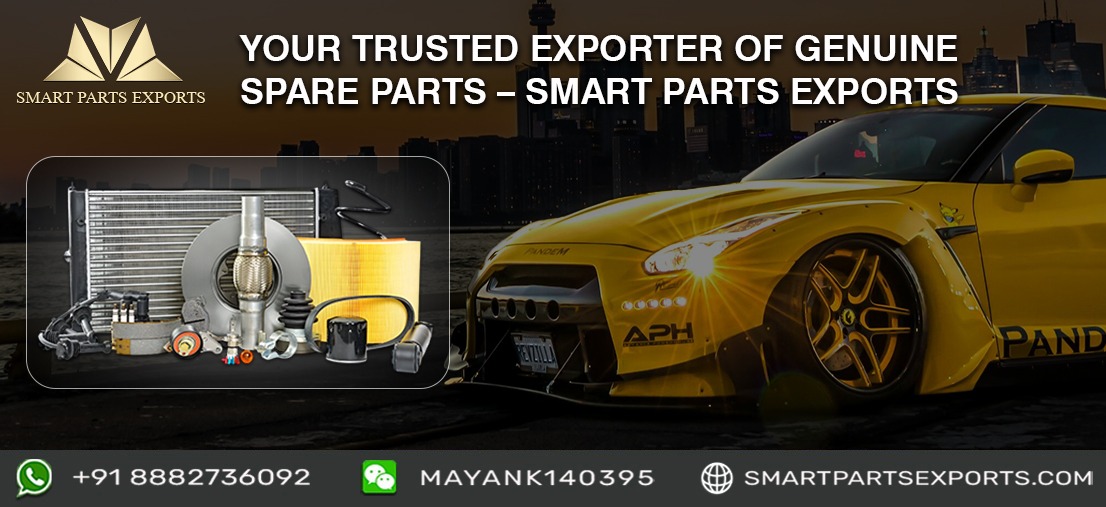 SMART PARTS EXPORTS
YOUR TRUSTED EXPORTER OF GENUINE
SPARE PARTS – SMART PARTS EXPORTS
PANDEM
APH
PAND
+91 8882736092
MAYANK140395
SMARTPARTSEXPORTS.COM